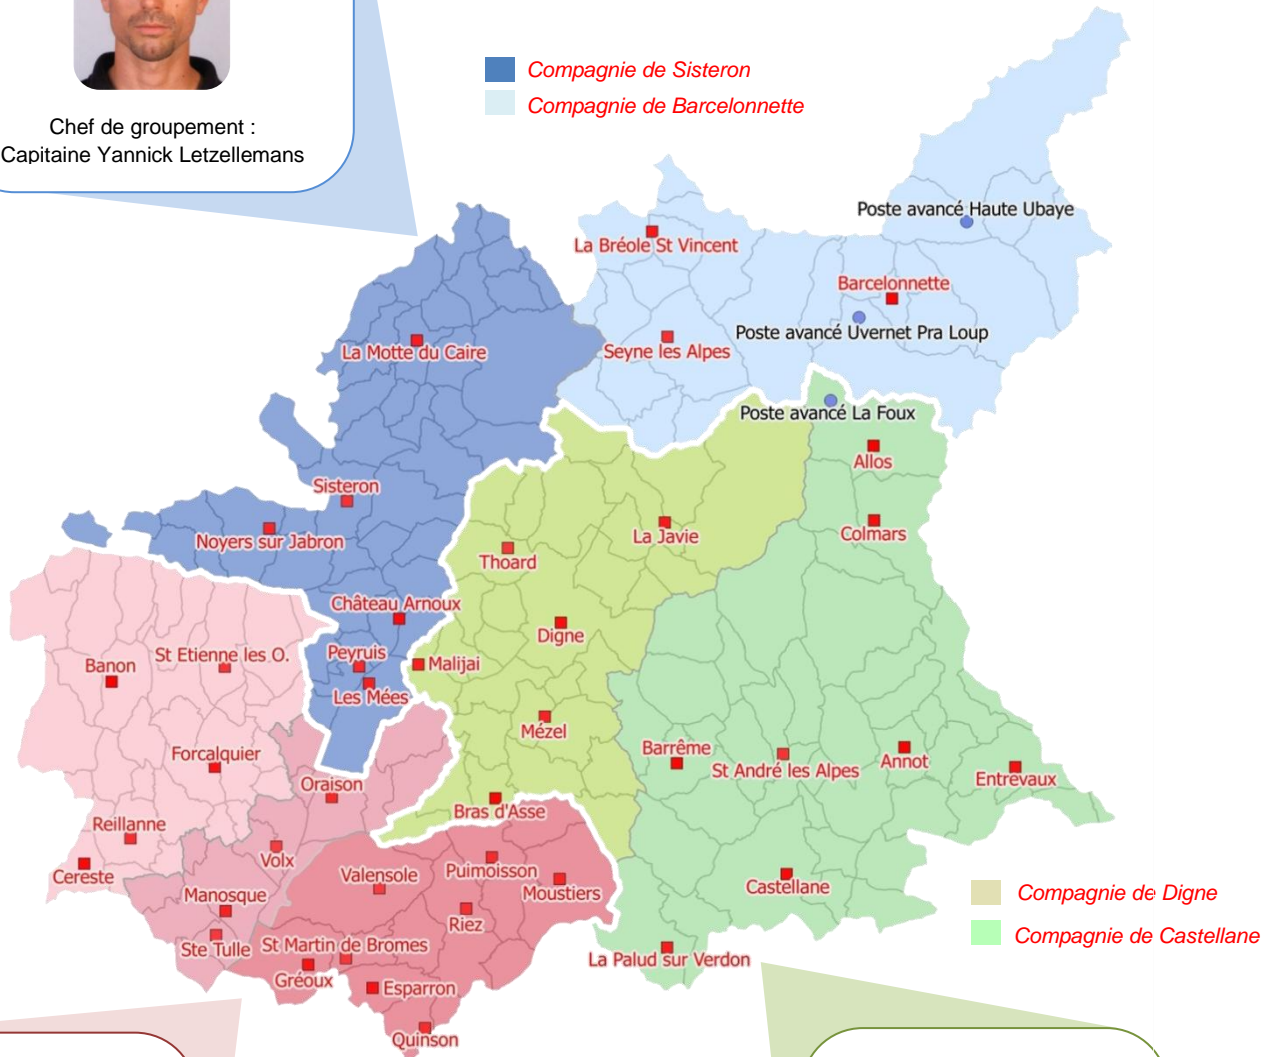 Chef de groupement :
Capitaine Yannick Letzellemans
Compagnie de Sisteron
Compagnie de Barcelonnette
Poste avancé Haute Ubaye
La Bréole St Vincent
Barcelonnette
Poste avancé Uvernet Pra Loup
La Motte du Caire
Seyne les Alpes
Poste avancé La Foux
Allos
Sisteron
Colmars
Noyers sur Jabron
La Javie
Thoard
Château Arnoux
Digne
Peyruis
St Etienne les O.
Malijai
Banon
Les Mées
Mézel
Barrême
St André les Alpes
Annot
Entrevaux
Forcalquier
Oraison
Bras d'Asse
Reillanne
Volx
Cereste
Valensole
Puimoisson
Moustiers
Manosque
Castellane
Riez
Ste Tulle
St Martin de Bromes
La Palud sur Verdon
Gréoux
Esparron
Quinson
Compagnie de Digne
Compagnie de Castellane